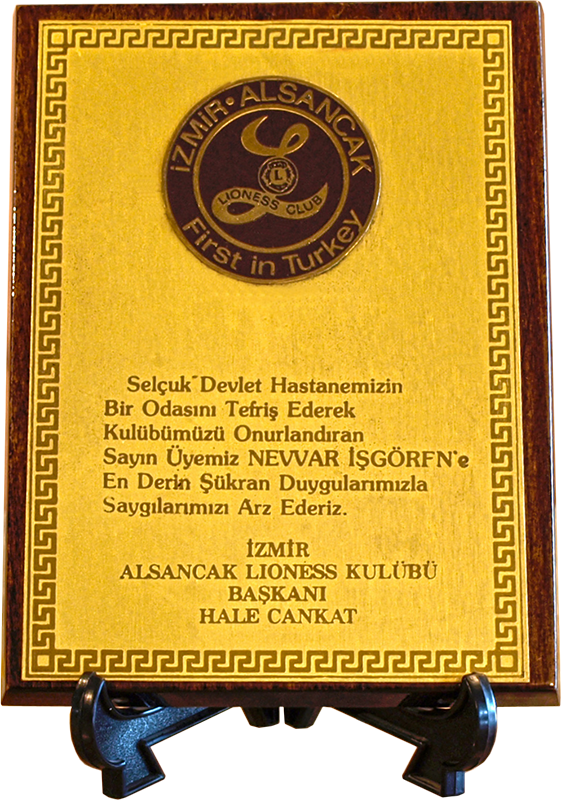 İZMİR • ALSANCAK
L
LIONESS CLUB
First in Turkey
Selçuk Devlet Hastanemizin
Bir Odasını Tefriş Ederek
Kulübümüzü Onurlandıran
Sayın Üyemiz NEVVAR İŞGÖREN'e
En Derin Şükran Duygularımızla
Saygılarımızı Arz Ederiz.
İZMİR
ALSANCAK LIONESS KULÜBÜ
BAŞKANI
HALE CANKAT